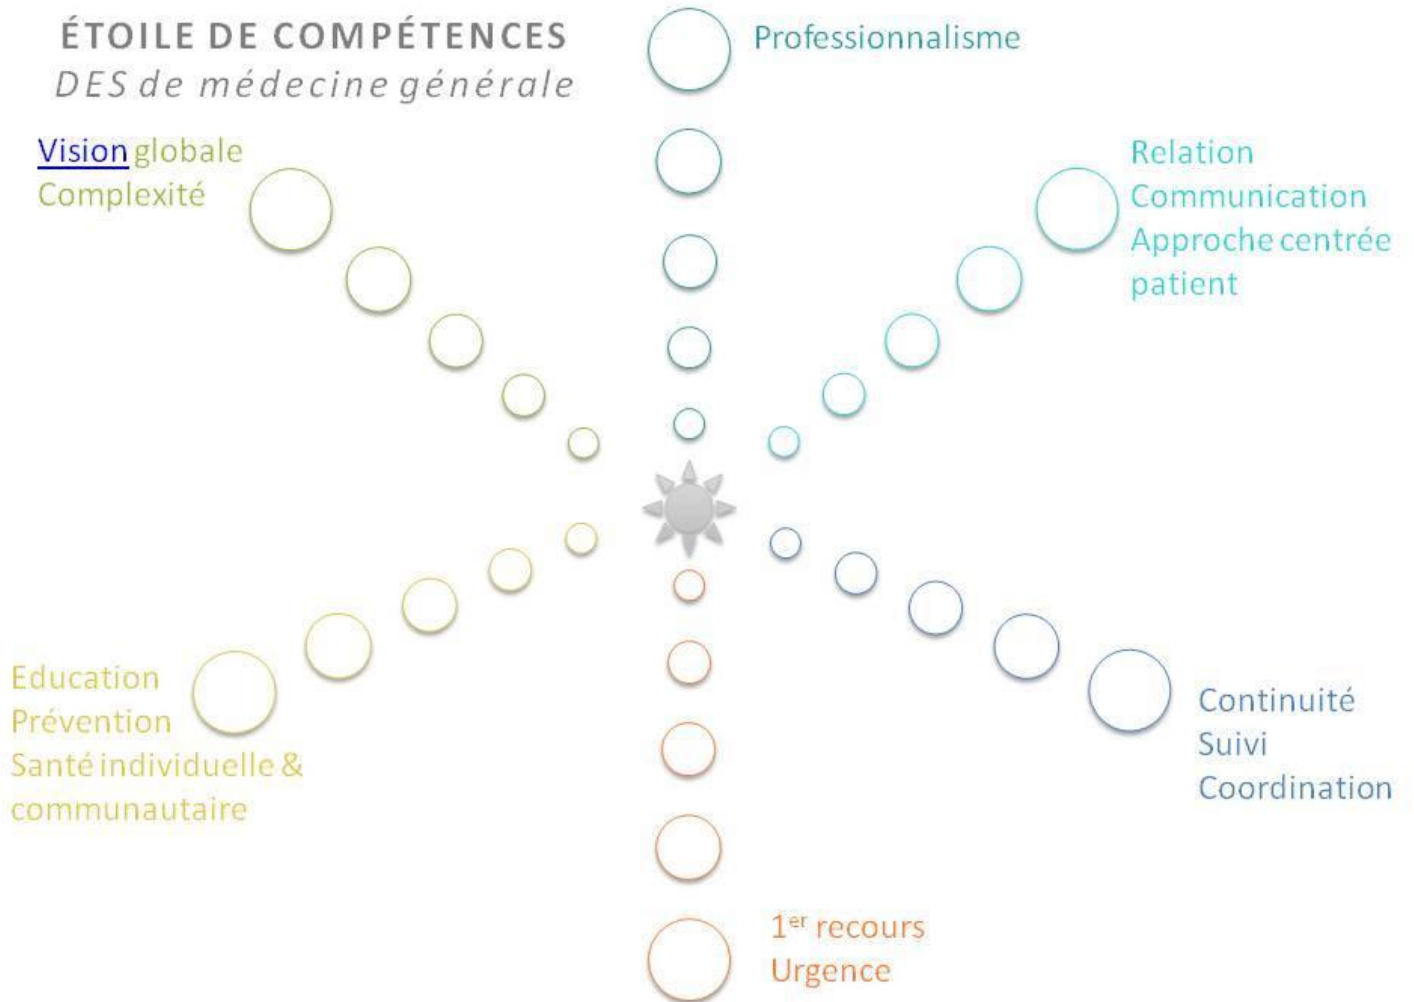 ÉTOILE DE COMPÉTENCES
DES de médecine générale
Professionnalisme
Vision globale
Complexité
Relation
Communication
Approche centrée
patient
Education
Prévention
Santé individuelle &
communautaire
Continuité
Suivi
Coordination
1er recours
Urgence